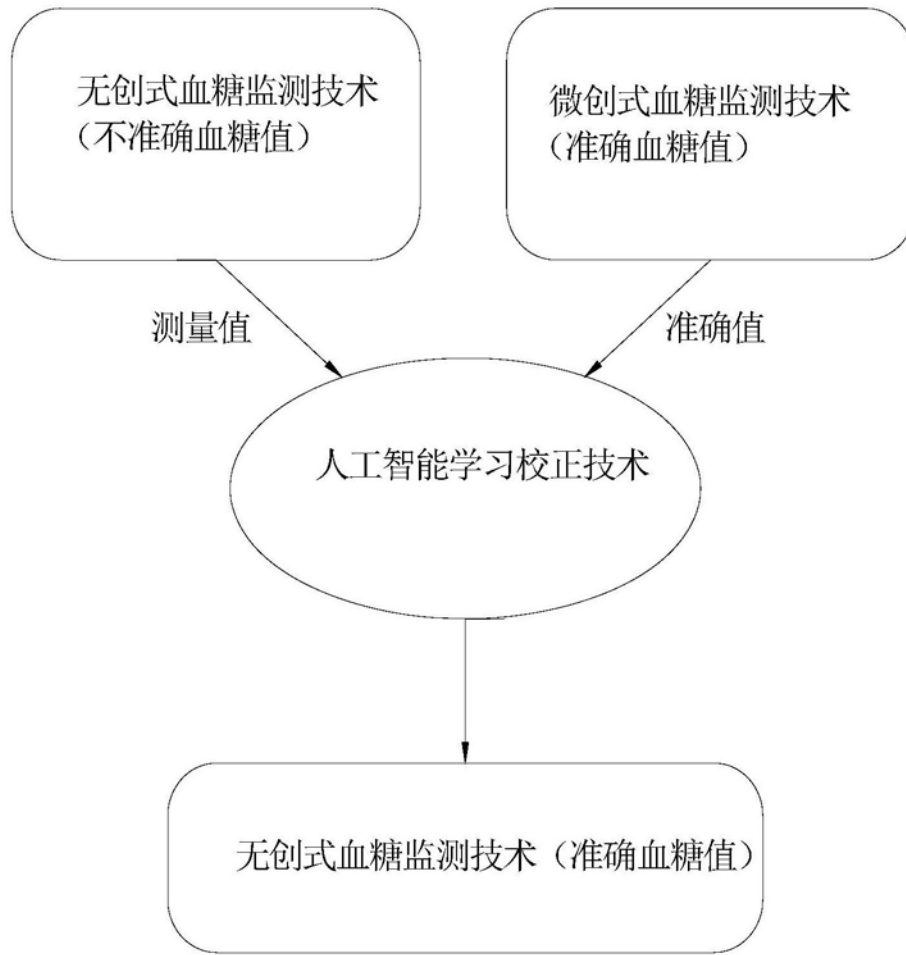 无创式血糖监测技术
（不准确血糖值）
微创式血糖监测技术
（准确血糖值）
测量值
准确值
人工智能学习校正技术
无创式血糖监测技术（准确血糖值）